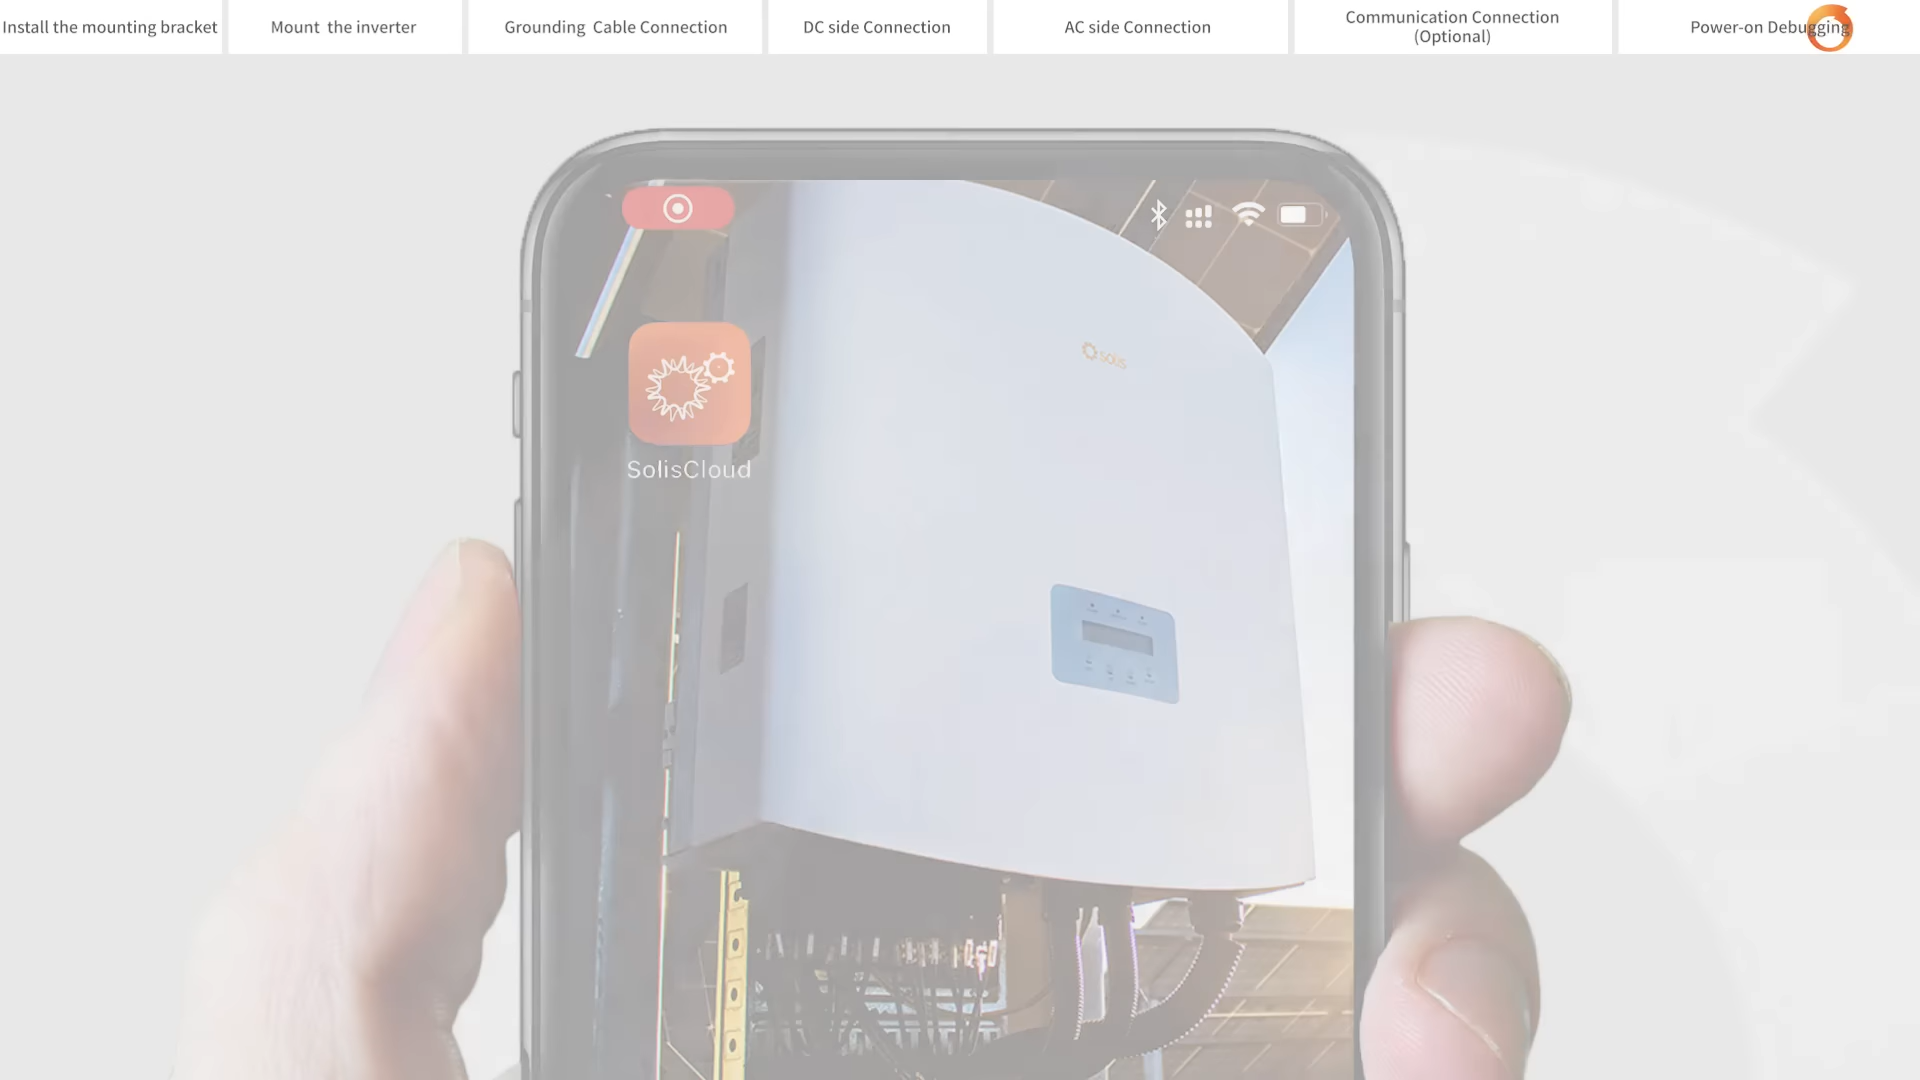 Install the mounting bracket
Mount the inverter
Grounding Cable Connection
DC side Connection
AC side Connection
Communication Connection
(Optional)
Power-on Debugging
solis
SolisCloud